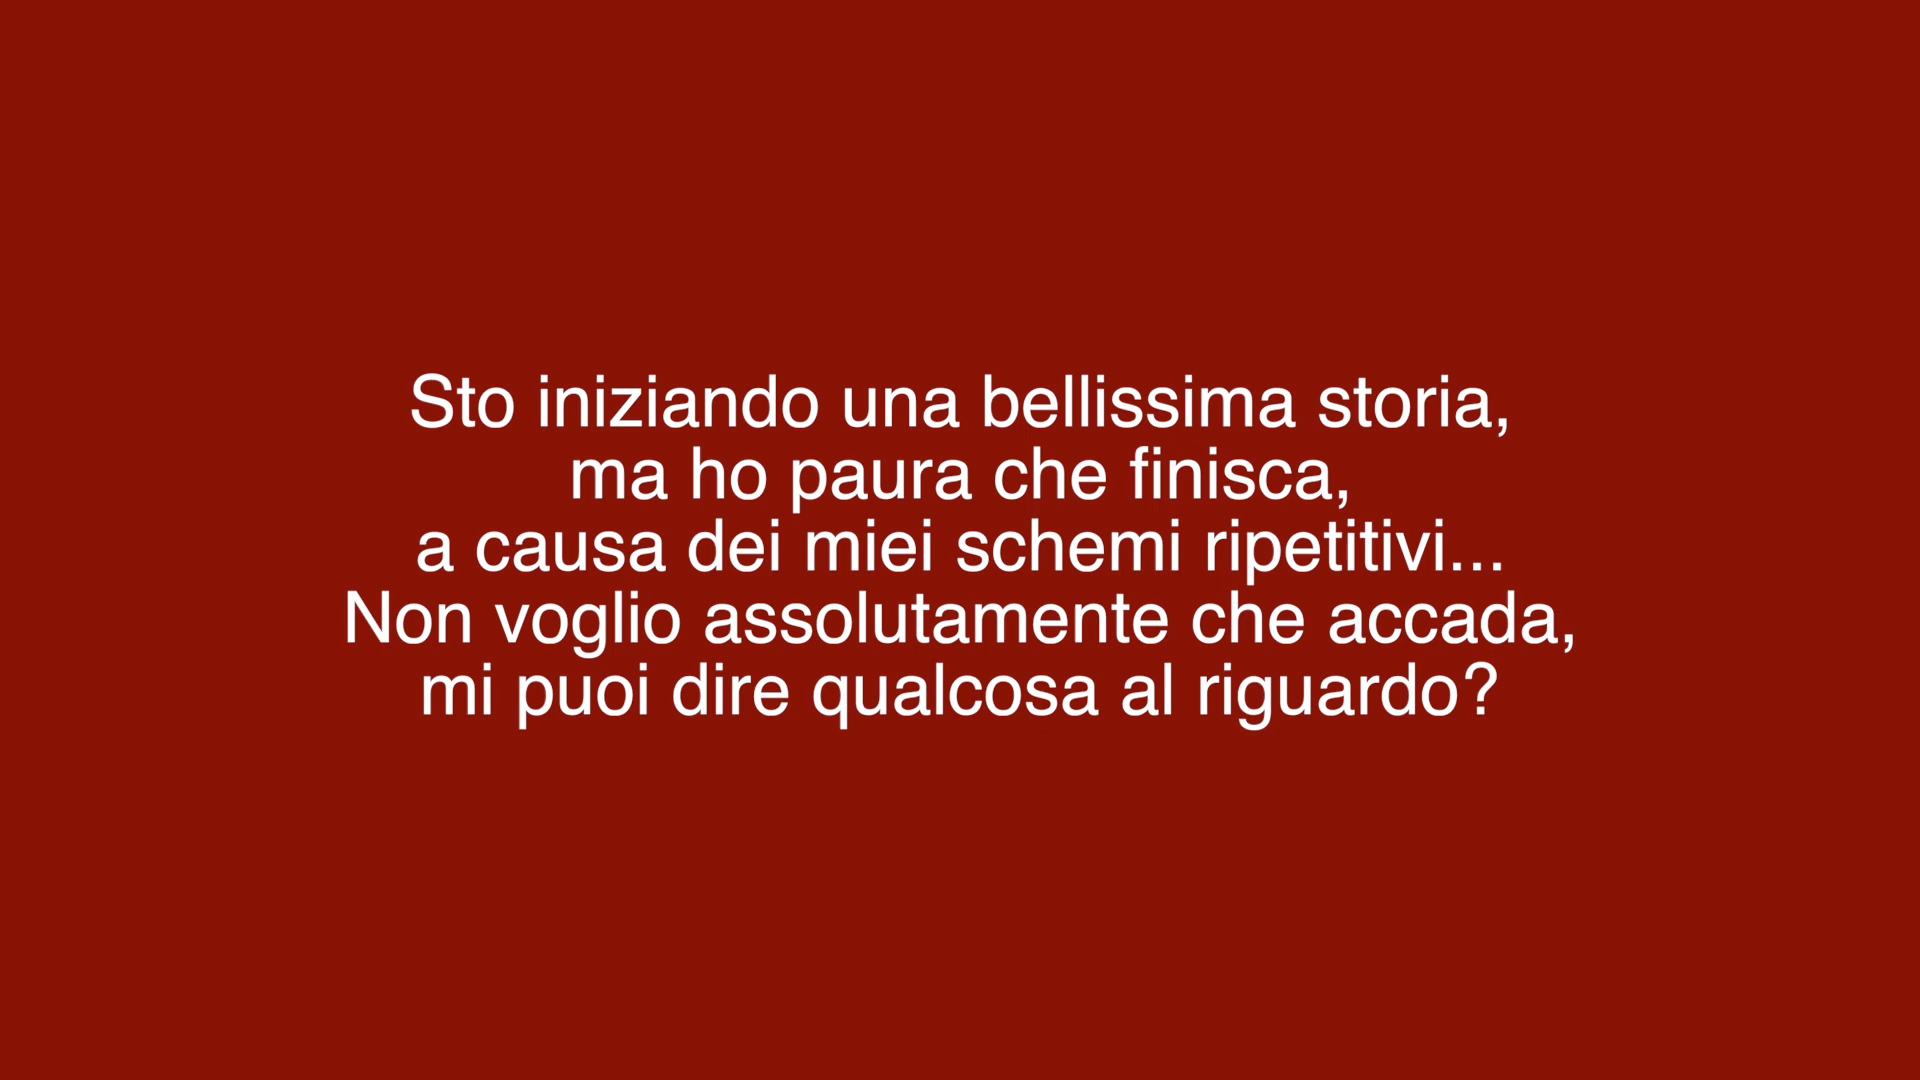 Sto iniziando una bellissima storia,
ma ho paura che finisca,
a causa dei miei schemi ripetitivi...
Non voglio assolutamente che accada,
mi puoi dire qualcosa al riguardo?